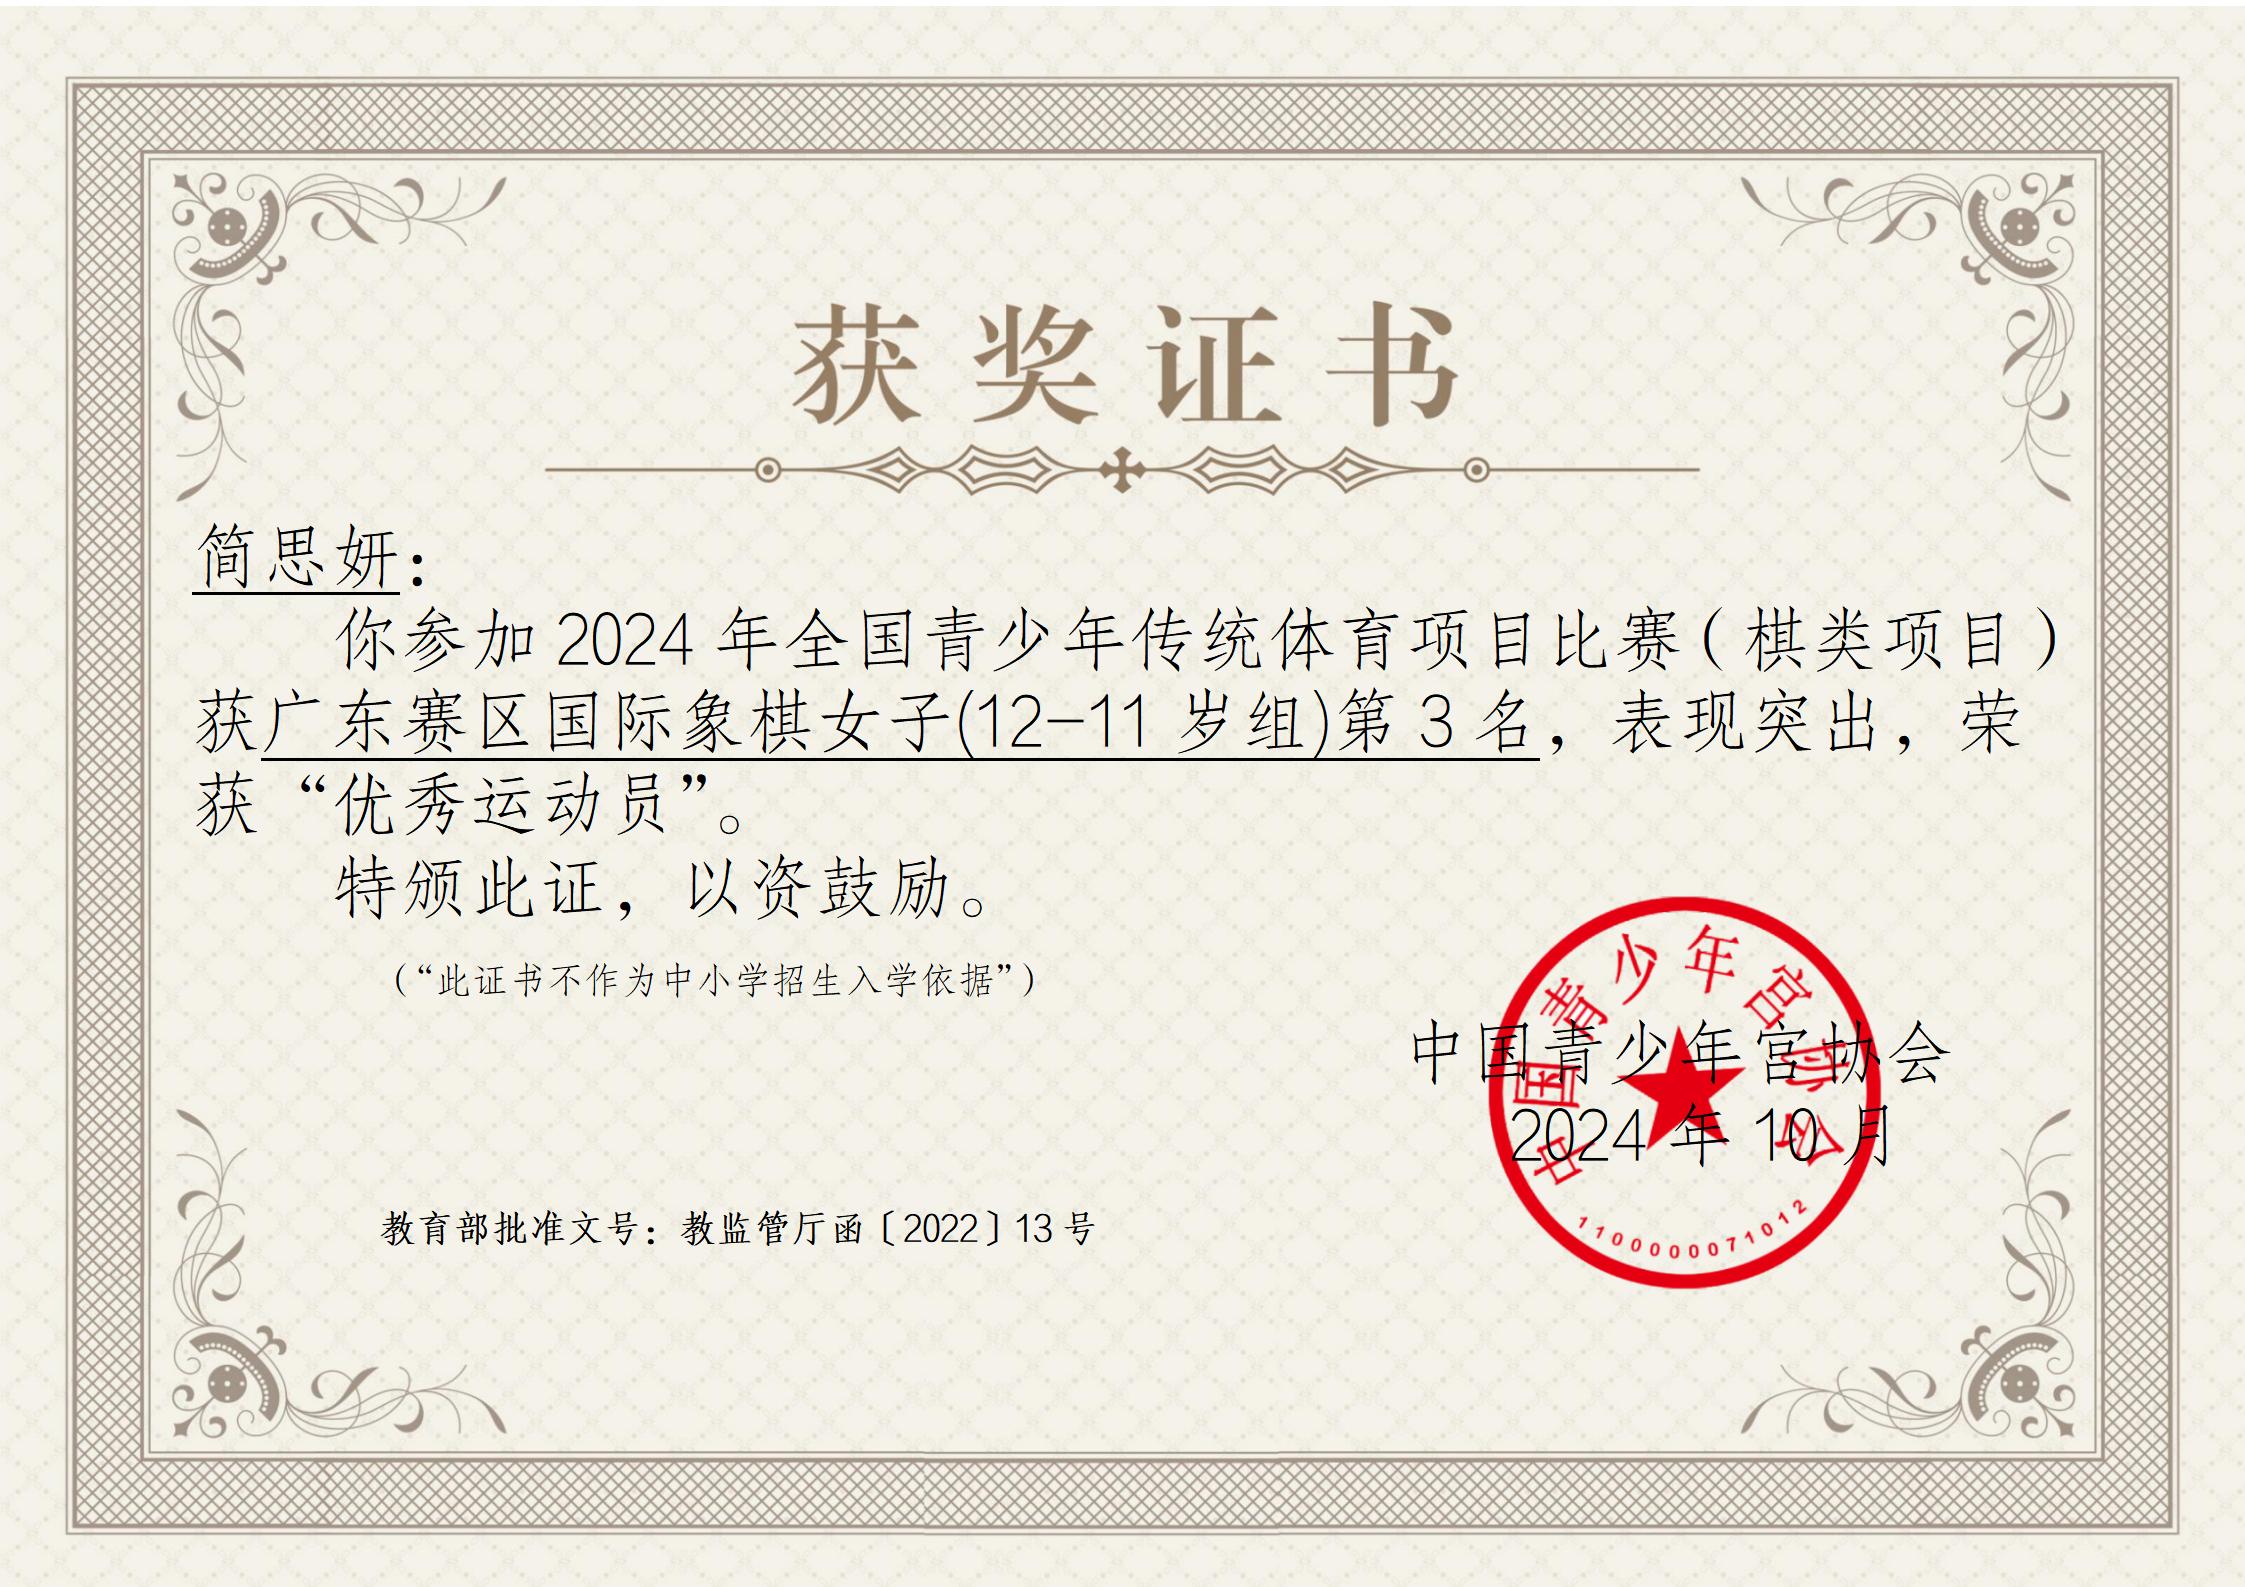 获奖证书
简思妍：
你参加 2024 年全国青少年传统体育项目比赛（棋类项目）
获广东赛区国际象棋女子(12-11 岁组)第 3 名，表现突出，荣
获“优秀运动员”。
特颁此证，以资鼓励。
（“此证书不作为中小学招生入学依据”）
中国青少年宫协会
中国青少年宫协会
2024 年 10 月
1100000071012
教育部批准文号：教监管厅函〔2022〕13 号